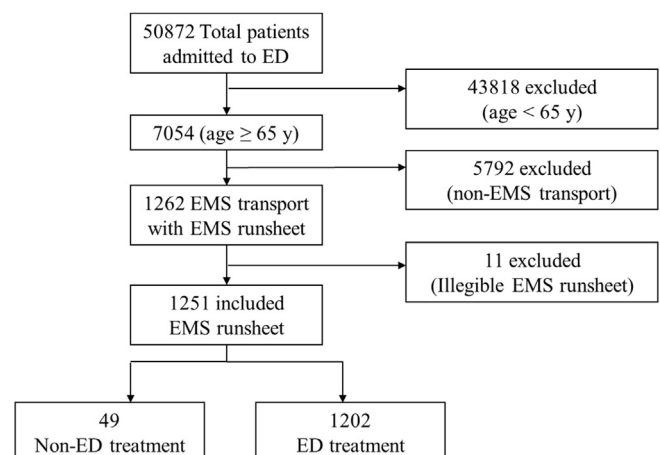 50872 Total patients
admitted to ED
43818 excluded
(age < 65 y)
7054 (age ≥ 65 y)
5792 excluded
(non-EMS transport)
1262 EMS transport
with EMS runsheet
11 excluded
(Illegible EMS runsheet)
1251 included
EMS runsheet
49
Non-ED treatment
1202
ED treatment